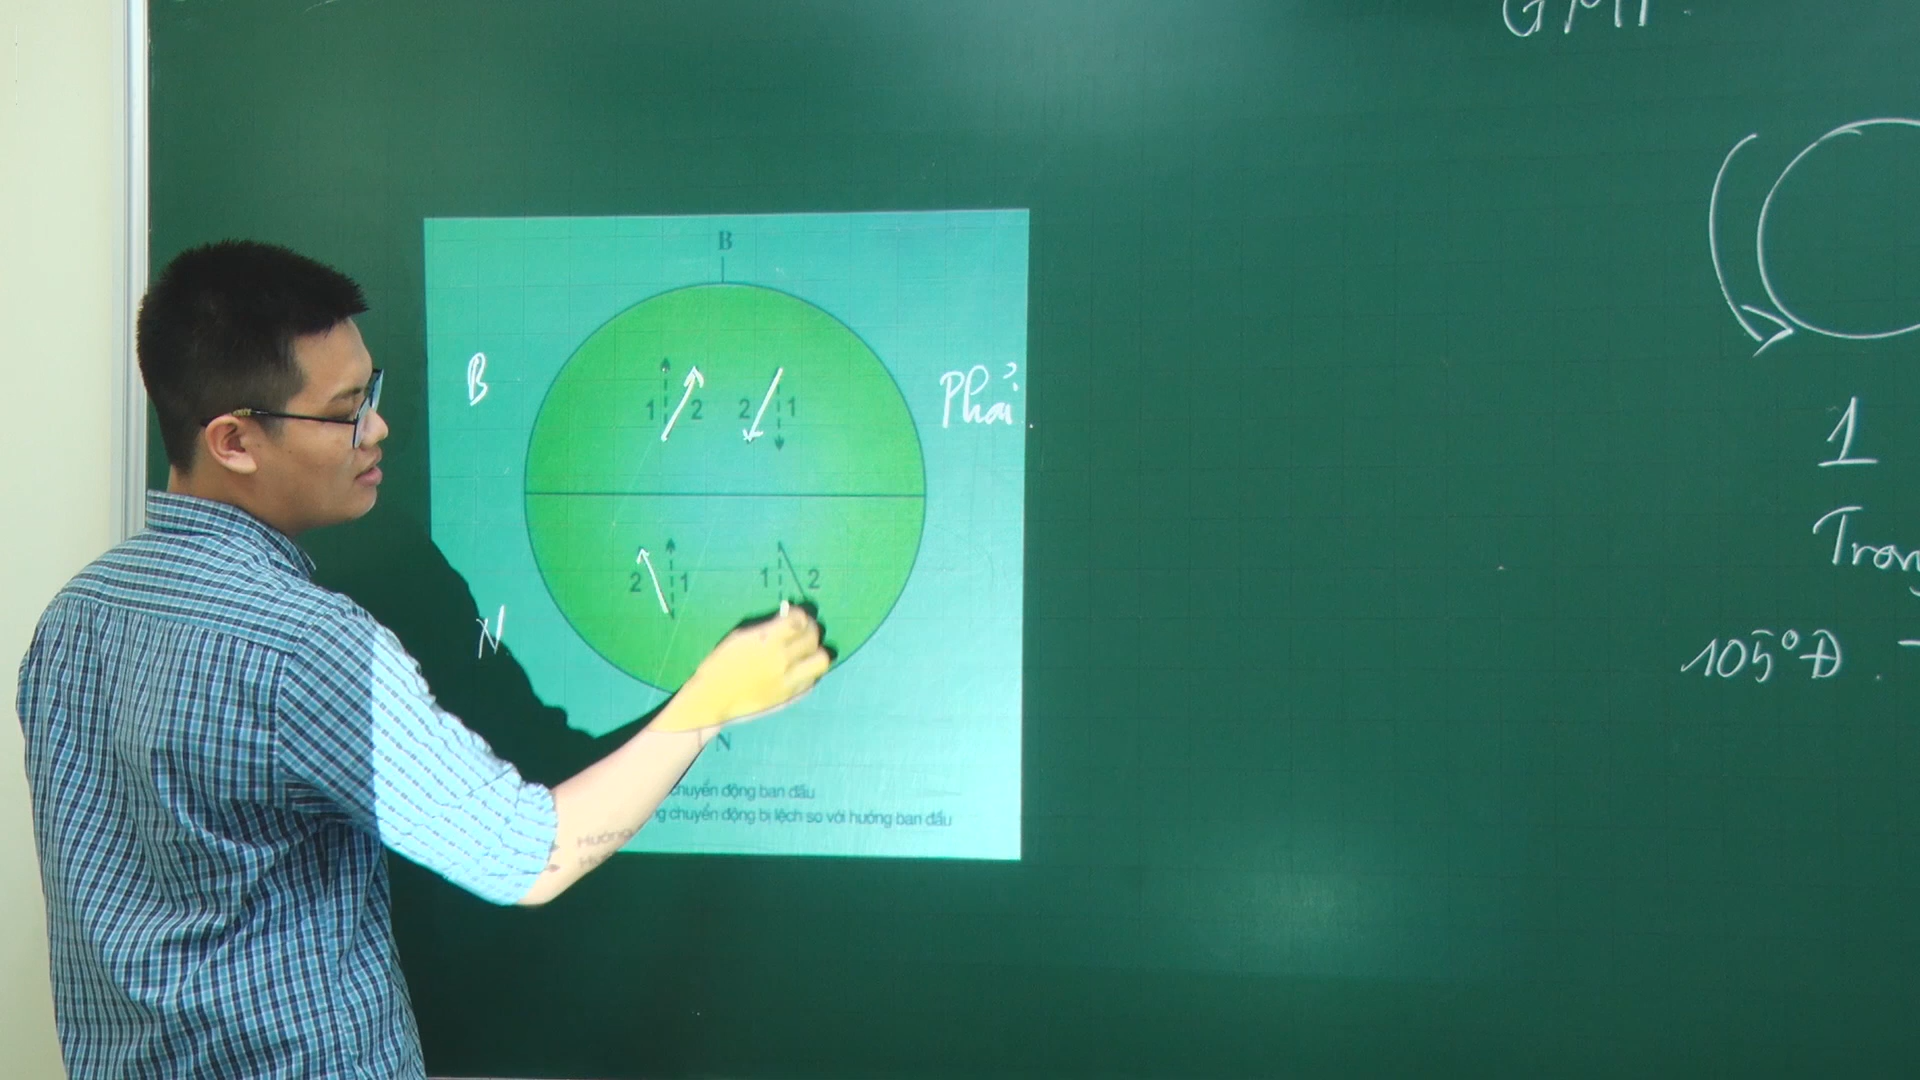 GMT
B
B
Phải
1 2 2 1
2 1 1 2
N
N
chuyển động ban đầu
chuyển động bị lệch so với hướng ban đầu
Hướng
1
105°Đ